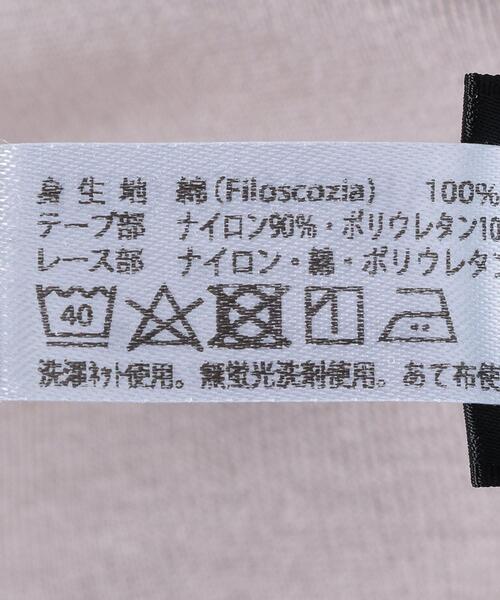 身生地 綿(Filoscozia) 100%
テープ部 ナイロン90%・ポリウレタン10
レース部 ナイロン・綿・ポリウレタ
40
洗濯ネット使用。無蛍光洗剤使用。あて布使